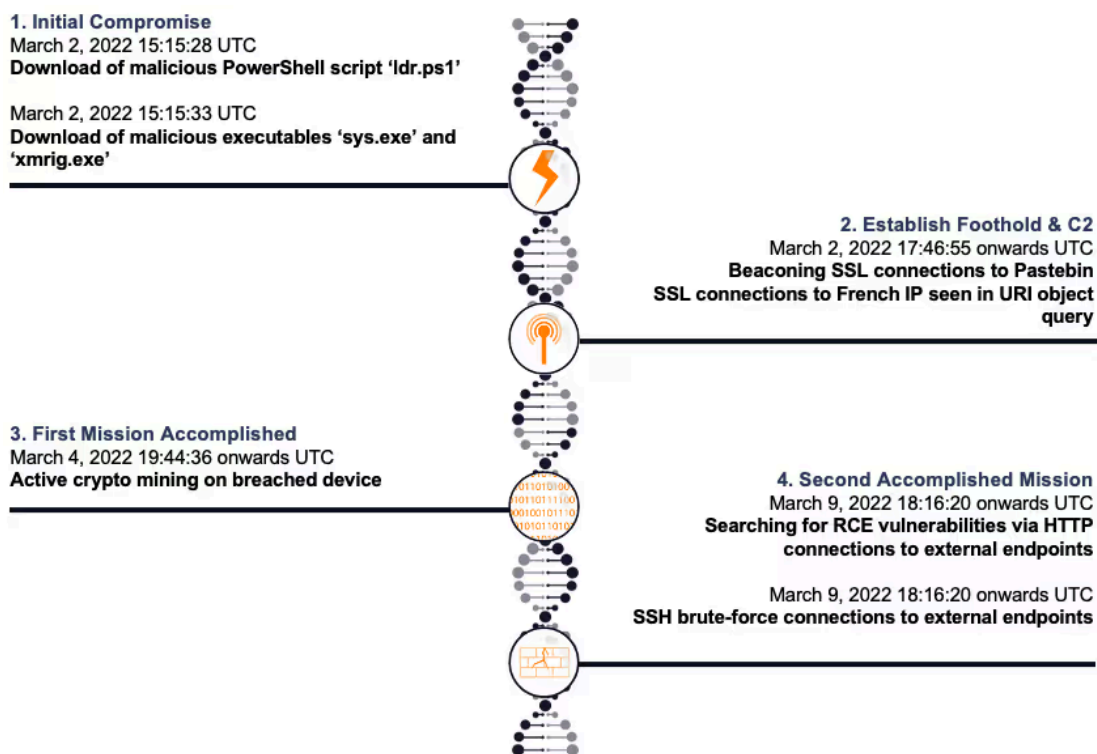 1. Initial Compromise
March 2, 2022 15:15:28 UTC
Download of malicious PowerShell script ‘ldr.ps1’
March 2, 2022 15:15:33 UTC
Download of malicious executables ‘sys.exe’ and
‘xmrig.exe’
2. Establish Foothold & C2
March 2, 2022 17:46:55 onwards UTC
Beaconing SSL connections to Pastebin
SSL connections to French IP seen in URI object
query
3. First Mission Accomplished
March 4, 2022 19:44:36 onwards UTC
Active crypto mining on breached device
4. Second Accomplished Mission
March 9, 2022 18:16:20 onwards UTC
Searching for RCE vulnerabilities via HTTP
connections to external endpoints
March 9, 2022 18:16:20 onwards UTC
SSH brute-force connections to external endpoints